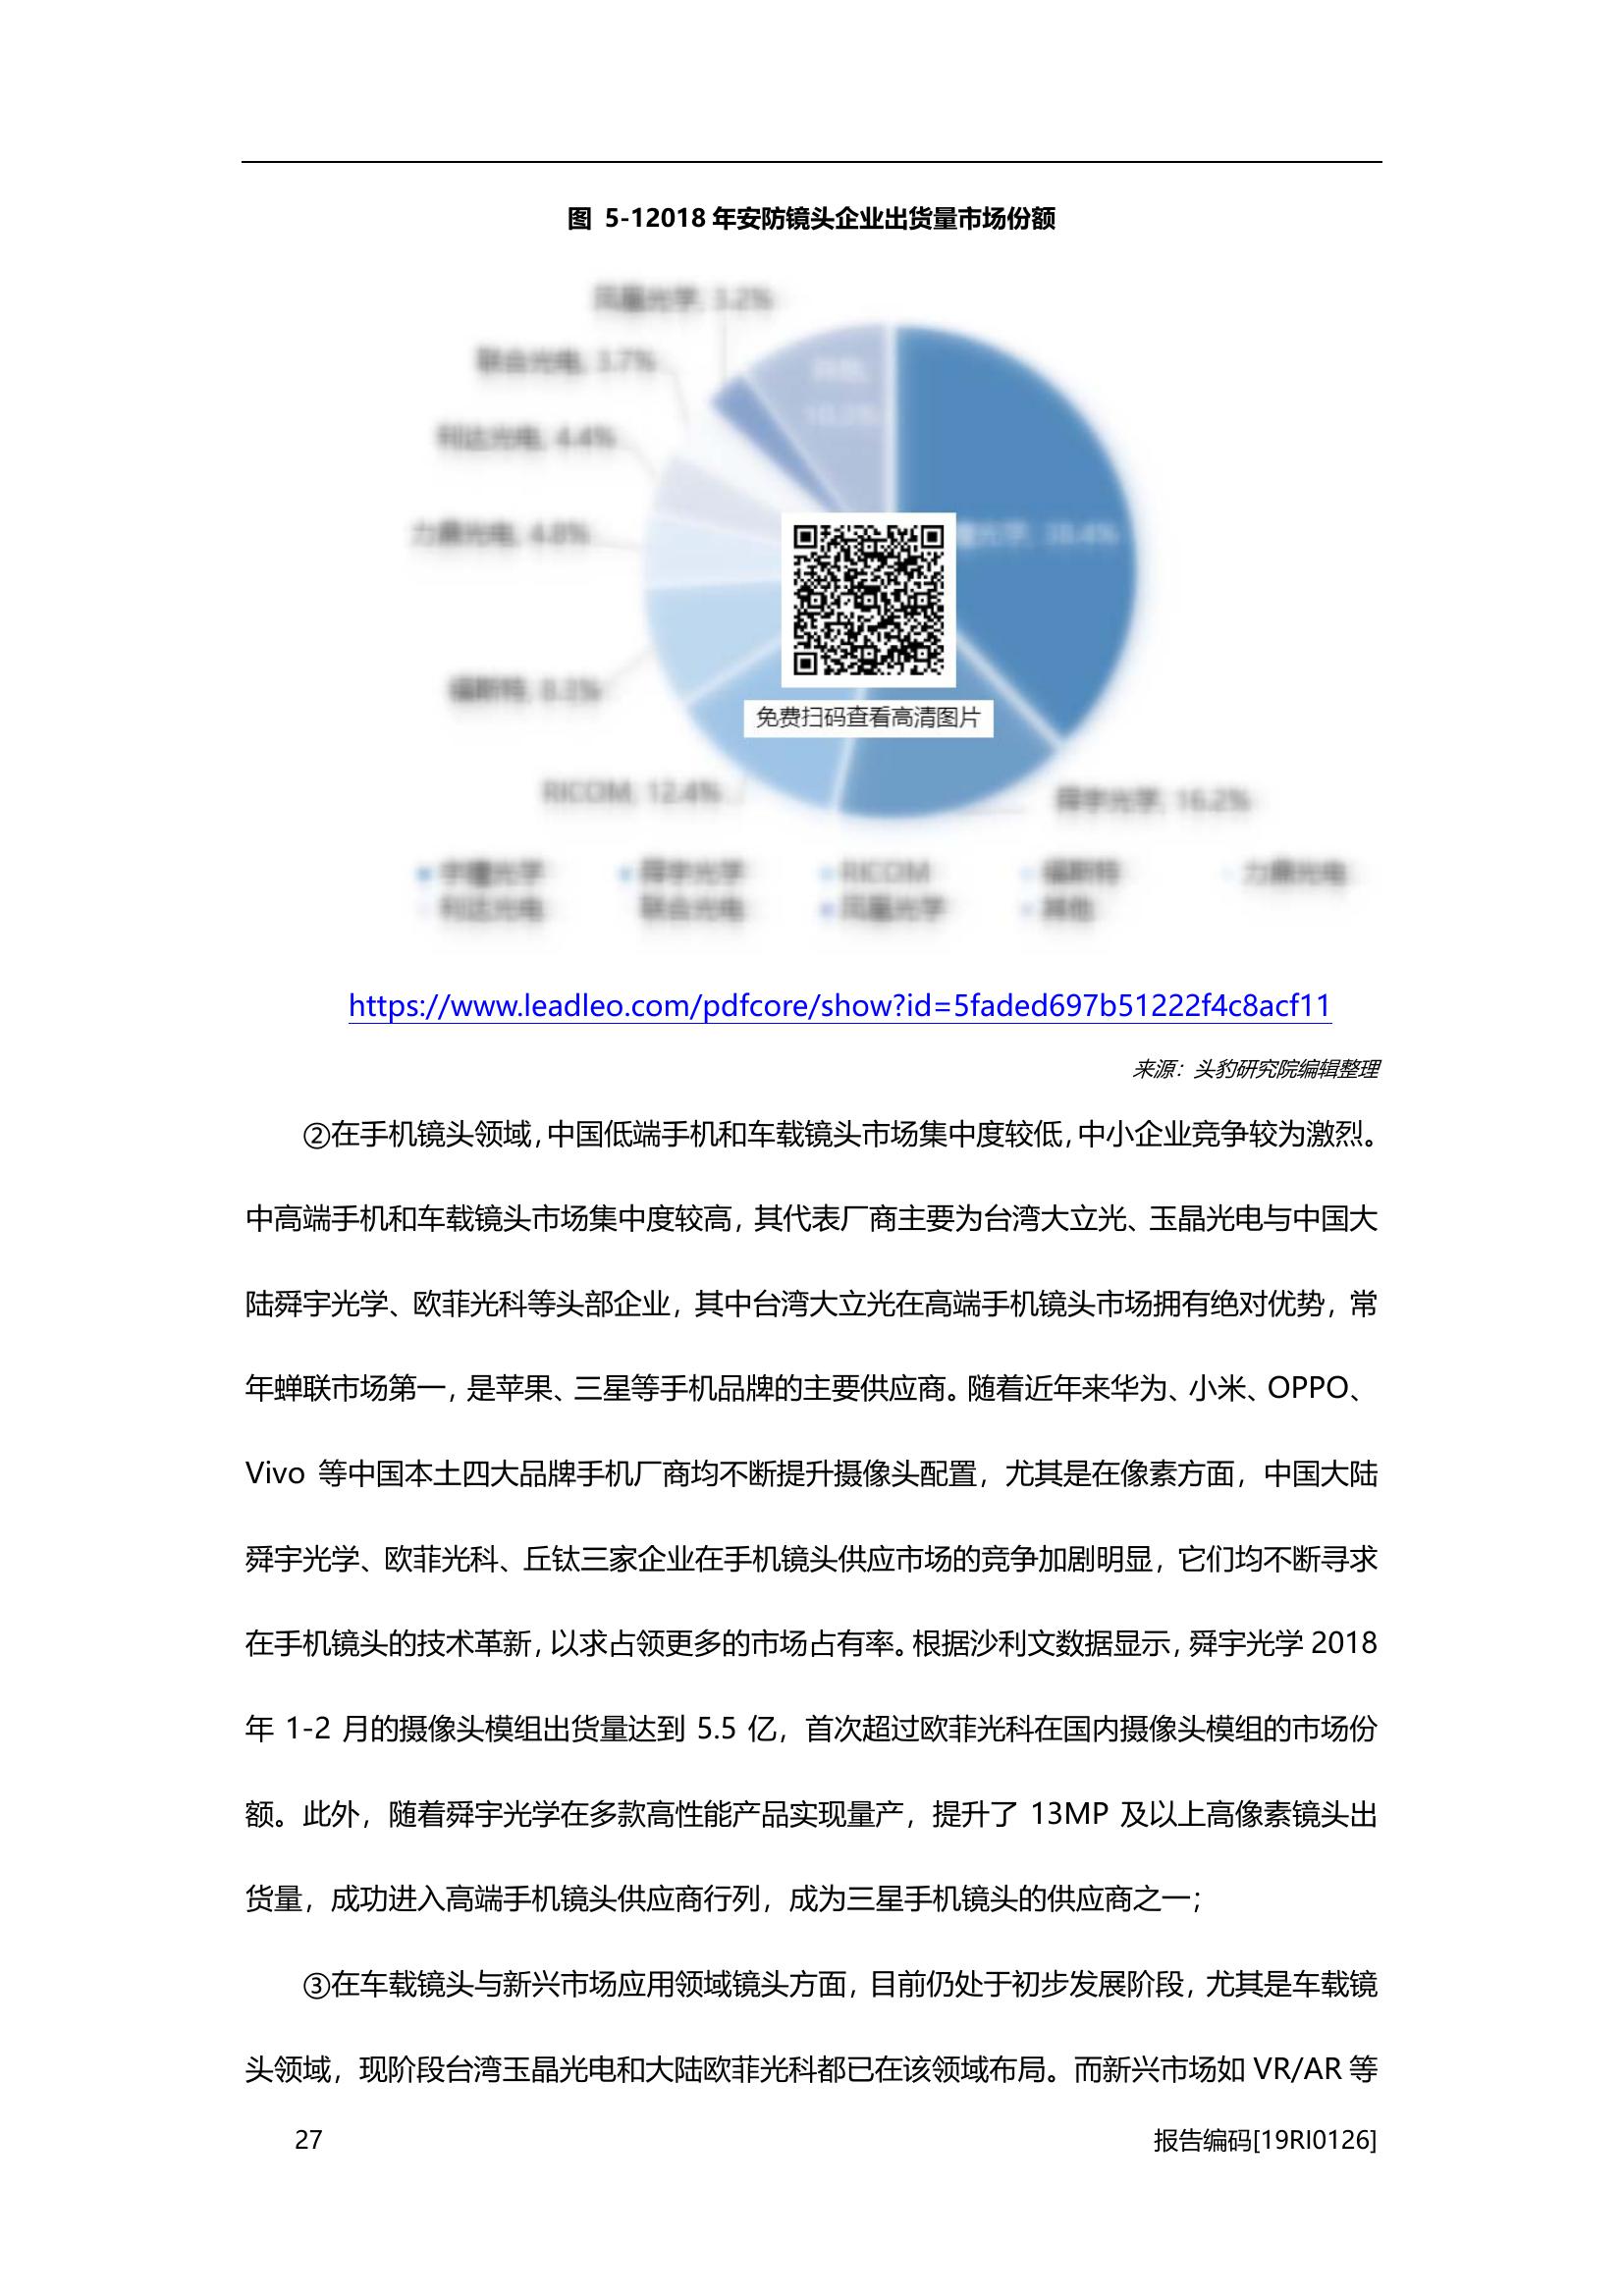 图 5-12018 年安防镜头企业出货量市场份额
RICOM; 12.4%
免费扫码查看高清图片
https://www.leadleo.com/pdfcore/show?id=5faded697b51222f4c8acf11
来源：头豹研究院编辑整理
②在手机镜头领域，中国低端手机和车载镜头市场集中度较低，中小企业竞争较为激烈。
中高端手机和车载镜头市场集中度较高，其代表厂商主要为台湾大立光、玉晶光电与中国大
陆舜宇光学、欧菲光科等头部企业，其中台湾大立光在高端手机镜头市场拥有绝对优势，常
年蝉联市场第一，是苹果、三星等手机品牌的主要供应商。随着近年来华为、小米、OPPO、
Vivo 等中国本土四大品牌手机厂商均不断提升摄像头配置，尤其是在像素方面，中国大陆
舜宇光学、欧菲光科、丘钛三家企业在手机镜头供应市场的竞争加剧明显，它们均不断寻求
在手机镜头的技术革新，以求占领更多的市场占有率。根据沙利文数据显示，舜宇光学 2018
年 1-2 月的摄像头模组出货量达到 5.5 亿，首次超过欧菲光科在国内摄像头模组的市场份
额。此外，随着舜宇光学在多款高性能产品实现量产，提升了 13MP 及以上高像素镜头出
货量，成功进入高端手机镜头供应商行列，成为三星手机镜头的供应商之一；
③在车载镜头与新兴市场应用领域镜头方面，目前仍处于初步发展阶段，尤其是车载镜
头领域，现阶段台湾玉晶光电和大陆欧菲光科都已在该领域布局。而新兴市场如 VR/AR 等
27
报告编码[19RI0126]